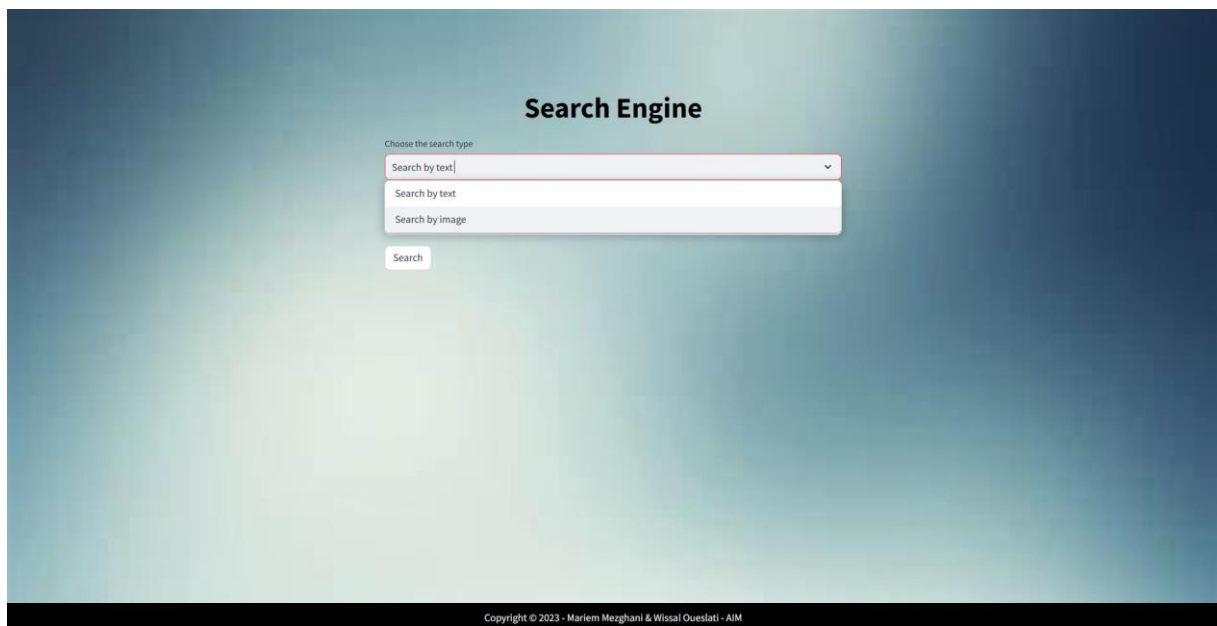 Search Engine
Choose the search type
Search by text
Search by text
Search by image
Search
Copyright © 2023 - Mariem Mezghani & Wissal Oueslati - AIM